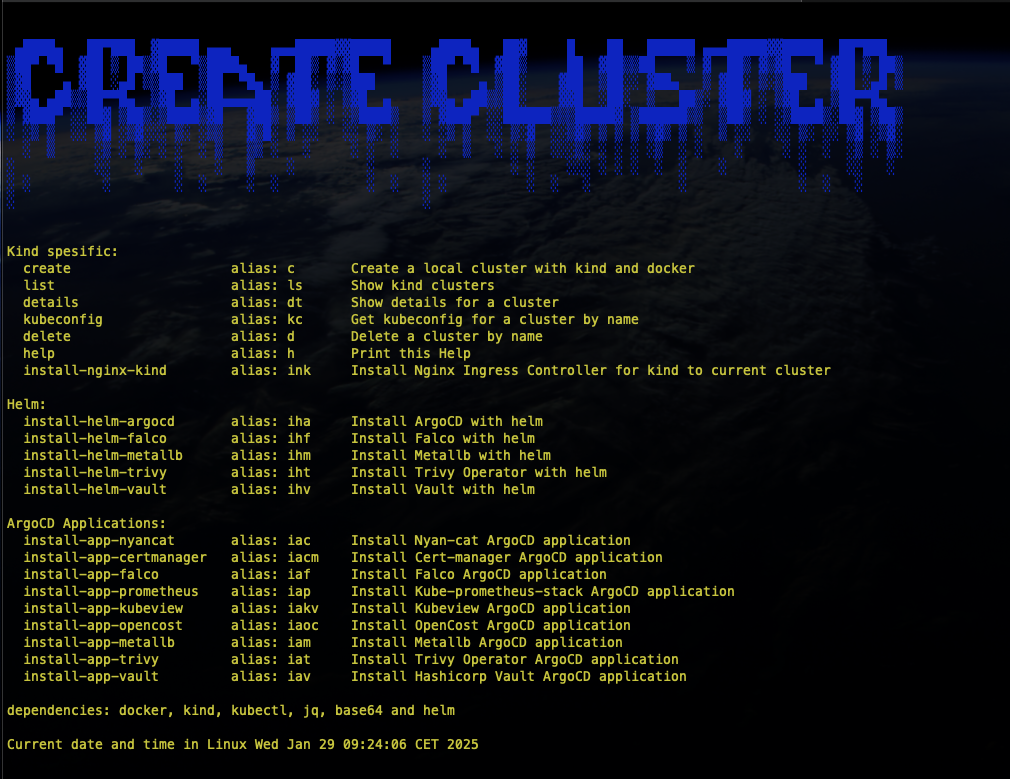 CREATE CLUSTER
Kind spesific:
create alias: c Create a local cluster with kind and docker
list alias: ls Show kind clusters
details alias: dt Show details for a cluster
kubeconfig alias: kc Get kubeconfig for a cluster by name
delete alias: d Delete a cluster by name
help alias: h Print this Help
install-nginx-kind alias: ink Install Nginx Ingress Controller for kind to current cluster
Helm:
install-helm-argocd alias: iha Install ArgoCD with helm
install-helm-falco alias: ihf Install Falco with helm
install-helm-metallb alias: ihm Install Metallb with helm
install-helm-trivy alias: iht Install Trivy Operator with helm
install-helm-vault alias: ihv Install Vault with helm
ArgoCD Applications:
install-app-nyancat alias: iac Install Nyan-cat ArgoCD application
install-app-certmanager alias: iacm Install Cert-manager ArgoCD application
install-app-falco alias: iaf Install Falco ArgoCD application
install-app-prometheus alias: iap Install Kube-prometheus-stack ArgoCD application
install-app-kubeview alias: iakv Install Kubeview ArgoCD application
install-app-opencost alias: iaoc Install OpenCost ArgoCD application
install-app-metallb alias: iam Install Metallb ArgoCD application
install-app-trivy alias: iat Install Trivy Operator ArgoCD application
install-app-vault alias: iav Install Hashicorp Vault ArgoCD application
dependencies: docker, kind, kubectl, jq, base64 and helm
Current date and time in Linux Wed Jan 29 09:24:06 CET 2025